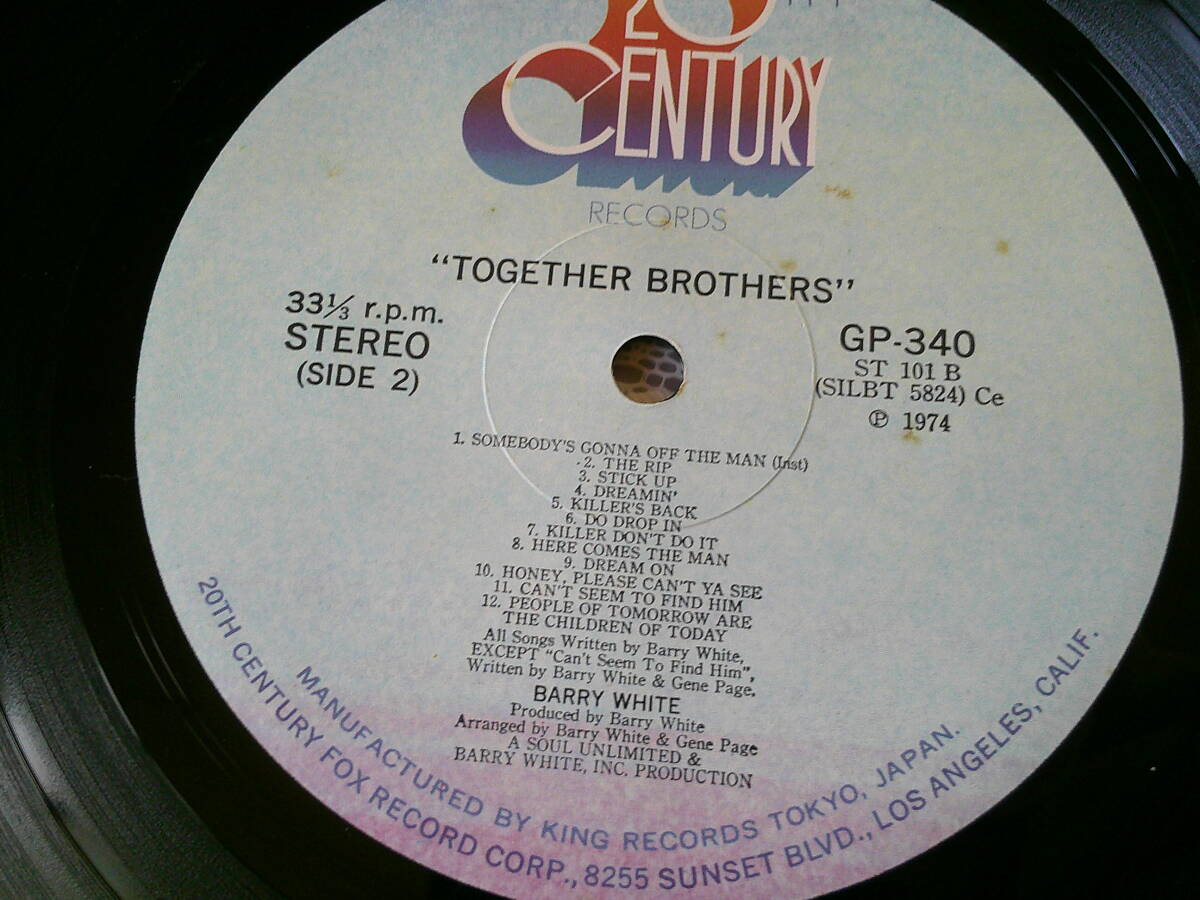 20TH
CENTURY
RECORDS
"TOGETHER BROTHERS"
33⅓ r.p.m.
STEREO
(SIDE 2)
GP-340
ST 101 B
(SILBT 5824) Ce
℗ 1974
1. SOMEBODY'S GONNA OFF THE MAN (Inst)
2. THE RIP
3. STICK UP
4. DREAMIN'
5. KILLER'S BACK
6. DO DROP IN
7. KILLER DON'T DO IT
8. HERE COMES THE MAN
9. DREAM ON
10. HONEY, PLEASE CAN'T YA SEE
11. CAN'T SEEM TO FIND HIM
12. PEOPLE OF TOMORROW ARE
THE CHILDREN OF TODAY
All Songs Written by Barry White,
EXCEPT "Can't Seem To Find Him",
Written by Barry White & Gene Page.
BARRY WHITE
Produced by Barry White
Arranged by Barry White & Gene Page
A SOUL UNLIMITED &
BARRY WHITE, INC. PRODUCTION
MANUFACTURED BY KING RECORDS TOKYO, JAPAN.
20TH CENTURY FOX RECORD CORP., 8255 SUNSET BLVD., LOS ANGELES, CALIF.